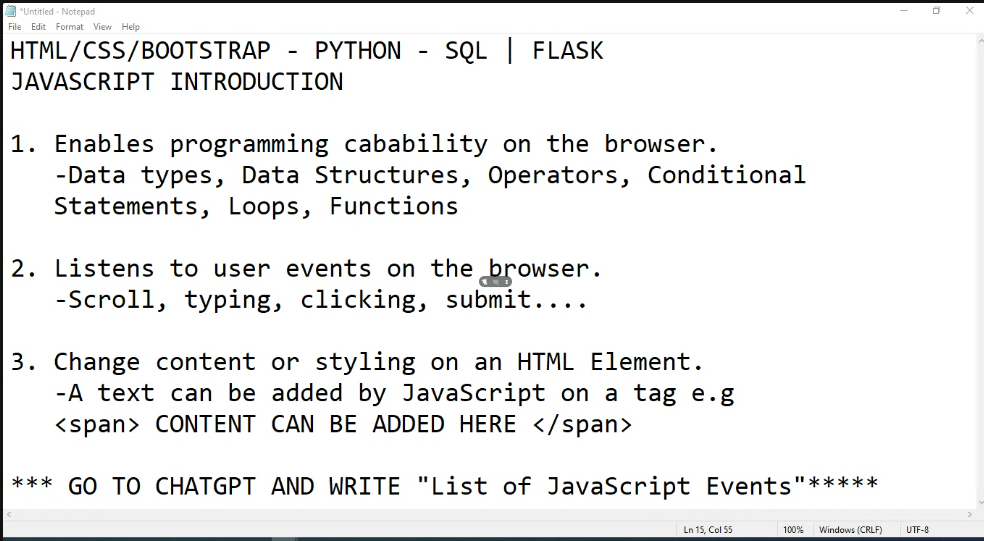 *Untitled - Notepad
File Edit Format View Help
HTML/CSS/BOOTSTRAP - PYTHON - SQL | FLASK
JAVASCRIPT INTRODUCTION
1. Enables programming cabability on the browser.
-Data types, Data Structures, Operators, Conditional
Statements, Loops, Functions
2. Listens to user events on the browser.
-Scroll, typing, clicking, submit....
3. Change content or styling on an HTML Element.
-A text can be added by JavaScript on a tag e.g
<span> CONTENT CAN BE ADDED HERE </span>
*** GO TO CHATGPT AND WRITE "List of JavaScript Events"*****
Ln 15, Col 55 100% Windows (CRLF) UTF-8